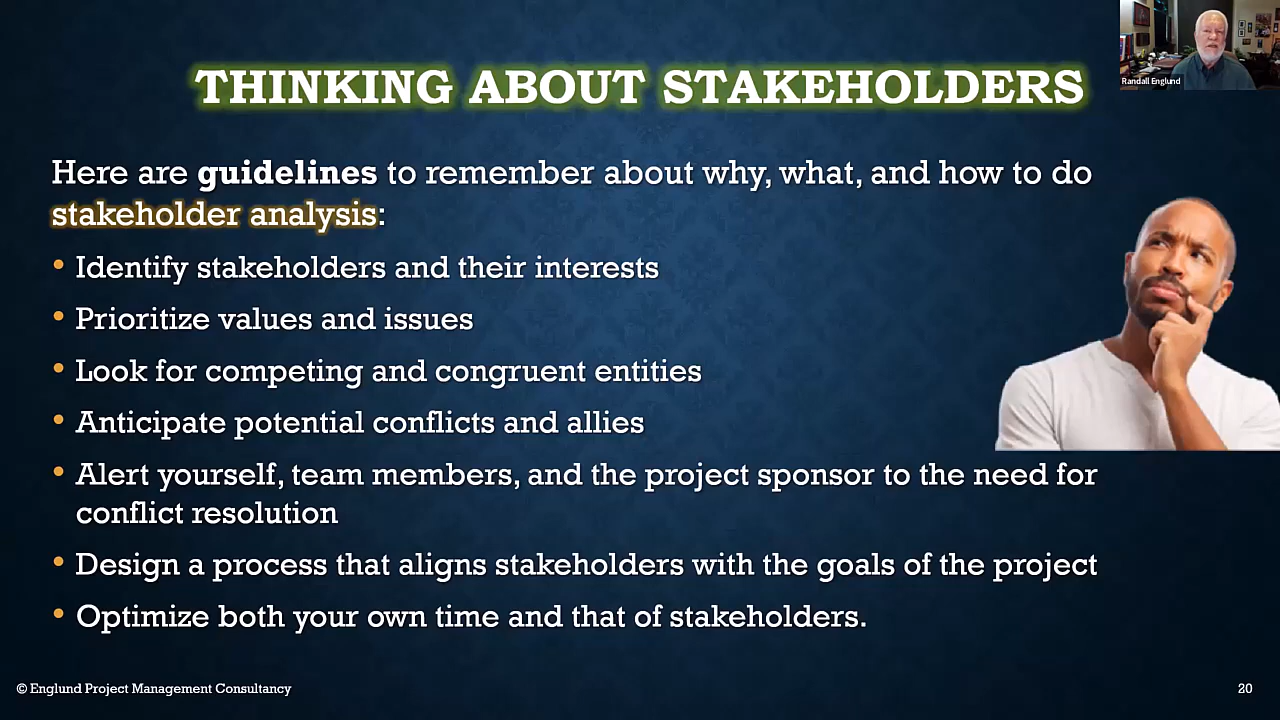 Randall Englund
THINKING ABOUT STAKEHOLDERS
Here are guidelines to remember about why, what, and how to do
stakeholder analysis:
• Identify stakeholders and their interests
• Prioritize values and issues
• Look for competing and congruent entities
• Anticipate potential conflicts and allies
• Alert yourself, team members, and the project sponsor to the need for
conflict resolution
• Design a process that aligns stakeholders with the goals of the project
• Optimize both your own time and that of stakeholders.
© Englund Project Management Consultancy
20